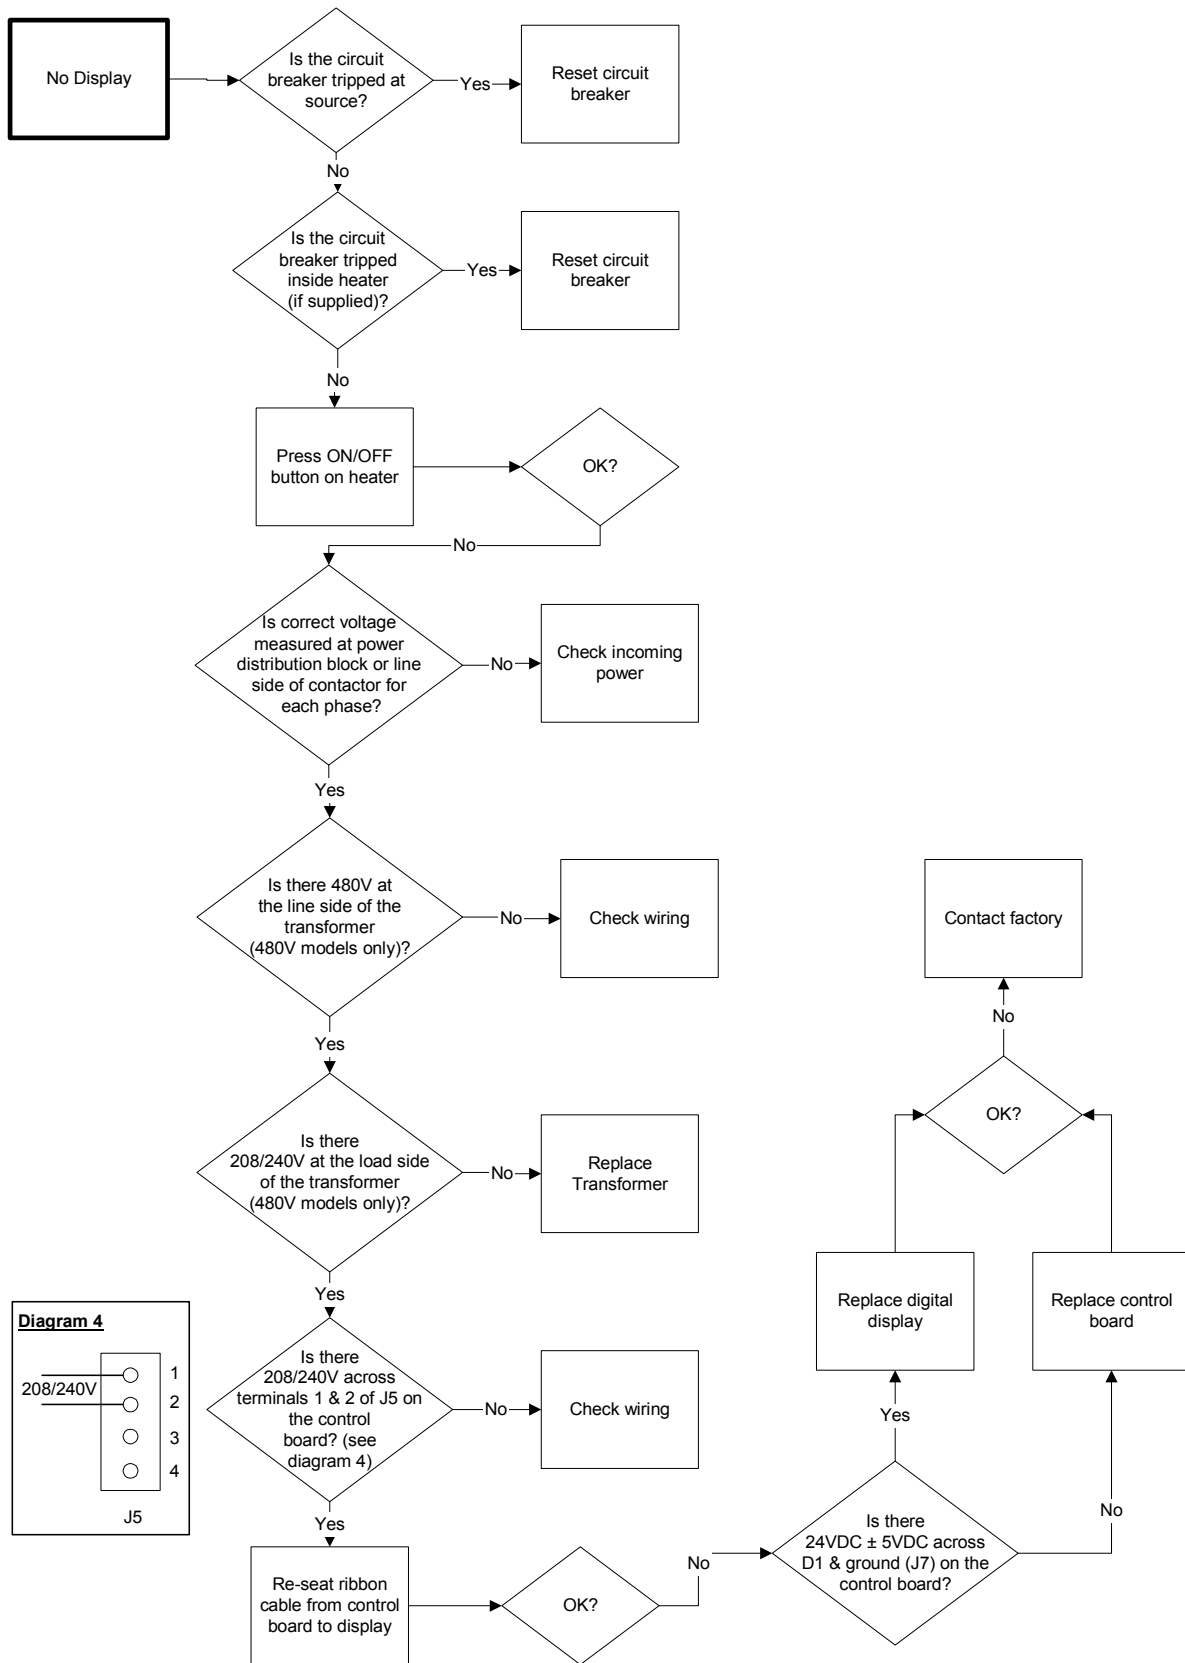 No Display
Is the circuit
breaker tripped at
source?
Yes
Reset circuit
breaker
No
Is the circuit
breaker tripped
inside heater
(if supplied)?
Yes
Reset circuit
breaker
No
Press ON/OFF
button on heater
OK?
No
Is correct voltage
measured at power
distribution block or line
side of contactor for
each phase?
No
Check incoming
power
Yes
Is there 480V at
the line side of the
transformer
(480V models only)?
No
Check wiring
Yes
Is there
208/240V at the load side
of the transformer
(480V models only)?
No
Replace
Transformer
Yes
Diagram 4
208/240V
1
2
3
4
J5
Is there
208/240V across
terminals 1 & 2 of J5 on
the control
board? (see
diagram 4)
No
Check wiring
Yes
Re-seat ribbon
cable from control
board to display
OK?
No
Is there
24VDC ± 5VDC across
D1 & ground (J7) on the
control board?
Yes
Replace digital
display
No
Replace control
board
OK?
No
Contact factory